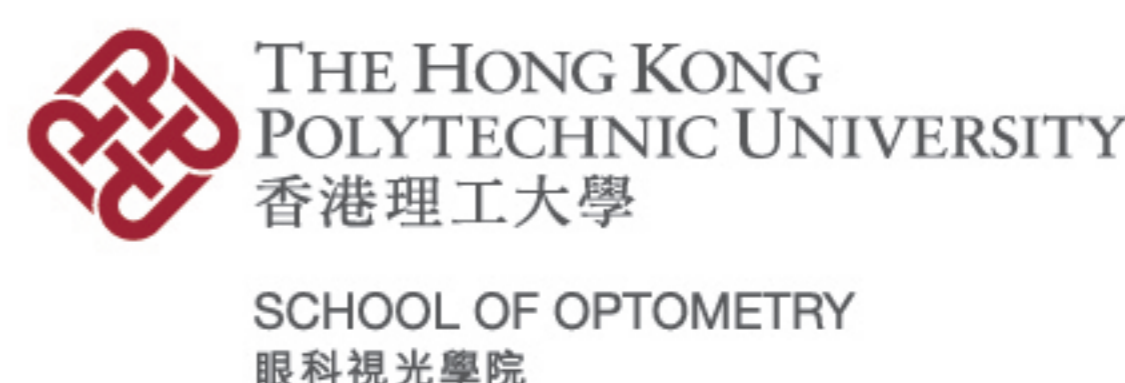 THE HONG KONG
POLYTECHNIC UNIVERSITY
香港理工大學
SCHOOL OF OPTOMETRY
眼科視光學院